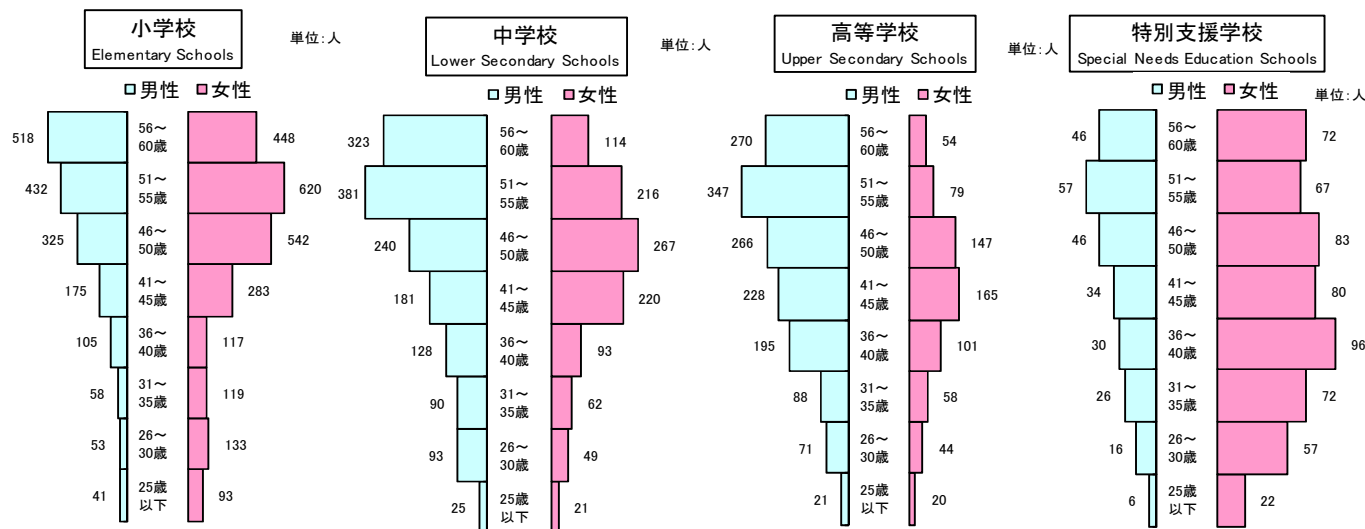 小学校
Elementary Schools
単位：人
■男性 ■女性
518 56～60歳 448
432 51～55歳 620
325 46～50歳 542
175 41～45歳 283
105 36～40歳 117
58 31～35歳 119
53 26～30歳 133
41 25歳以下 93
中学校
Lower Secondary Schools
単位：人
■男性 ■女性
323 56～60歳 114
381 51～55歳 216
240 46～50歳 267
181 41～45歳 220
128 36～40歳 93
90 31～35歳 62
93 26～30歳 49
25 25歳以下 21
高等学校
Upper Secondary Schools
単位：人
■男性 ■女性
270 56～60歳 54
347 51～55歳 79
266 46～50歳 147
228 41～45歳 165
195 36～40歳 101
88 31～35歳 58
71 26～30歳 44
21 25歳以下 20
特別支援学校
Special Needs Education Schools
■男性 ■女性
単位：人
46 56～60歳 72
57 51～55歳 67
46 46～50歳 83
34 41～45歳 80
30 36～40歳 96
26 31～35歳 72
16 26～30歳 57
6 25歳以下 22